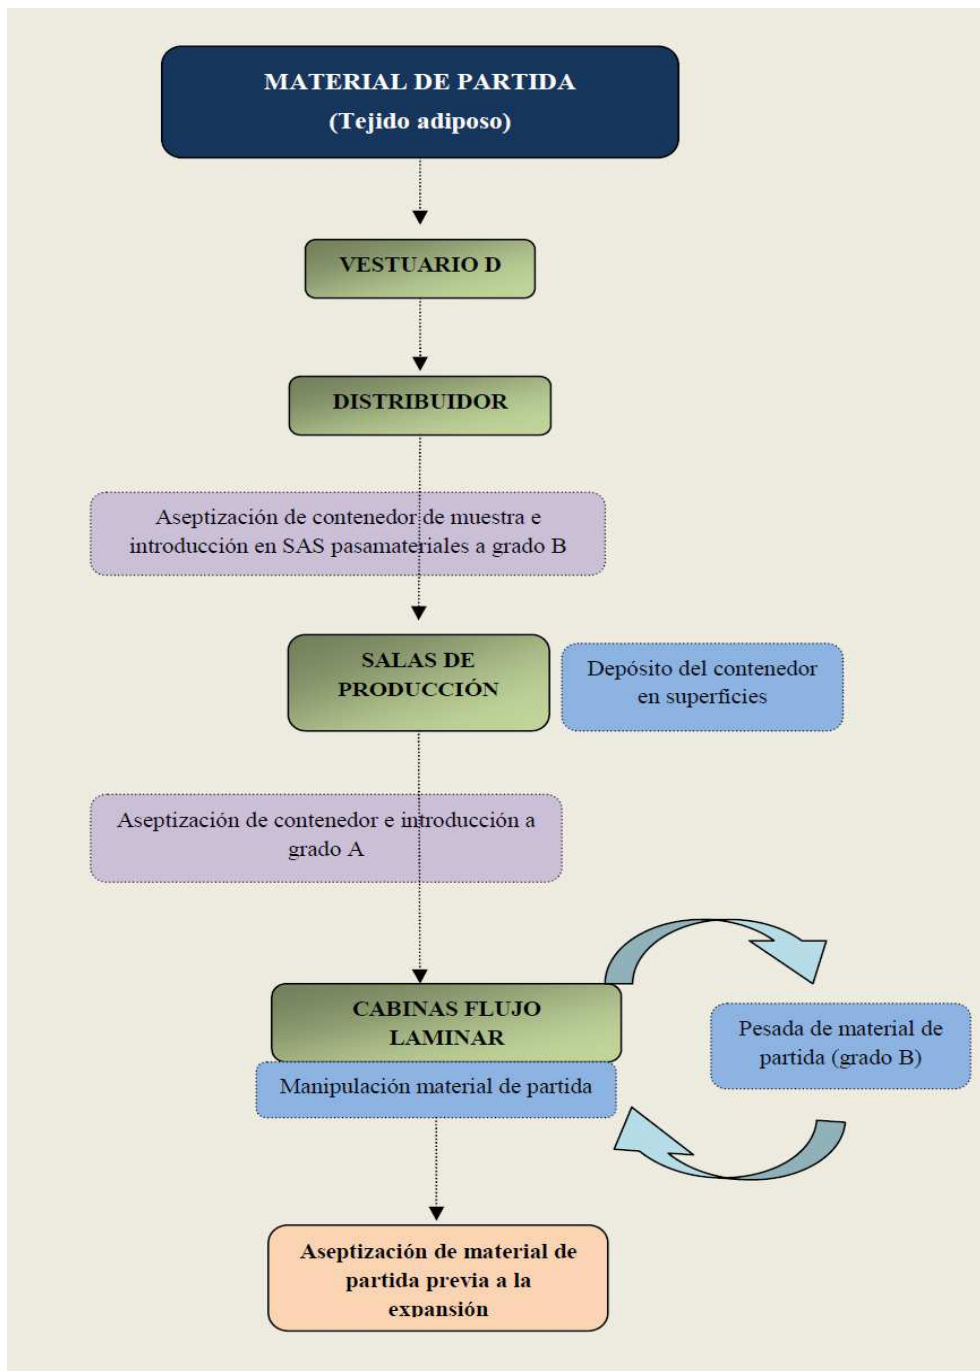 MATERIAL DE PARTIDA
(Tejido adiposo)
VESTUARIO D
DISTRIBUIDOR
Aseptización de contenedor de muestra e
introducción en SAS pasamateriales a grado B
SALAS DE
PRODUCCIÓN
Depósito del contenedor
en superficies
Aseptización de contenedor e introducción a
grado A
CABINAS FLUJO
LAMINAR
Manipulación material de partida
Pesada de material de
partida (grado B)
Aseptización de material de
partida previa a la
expansión